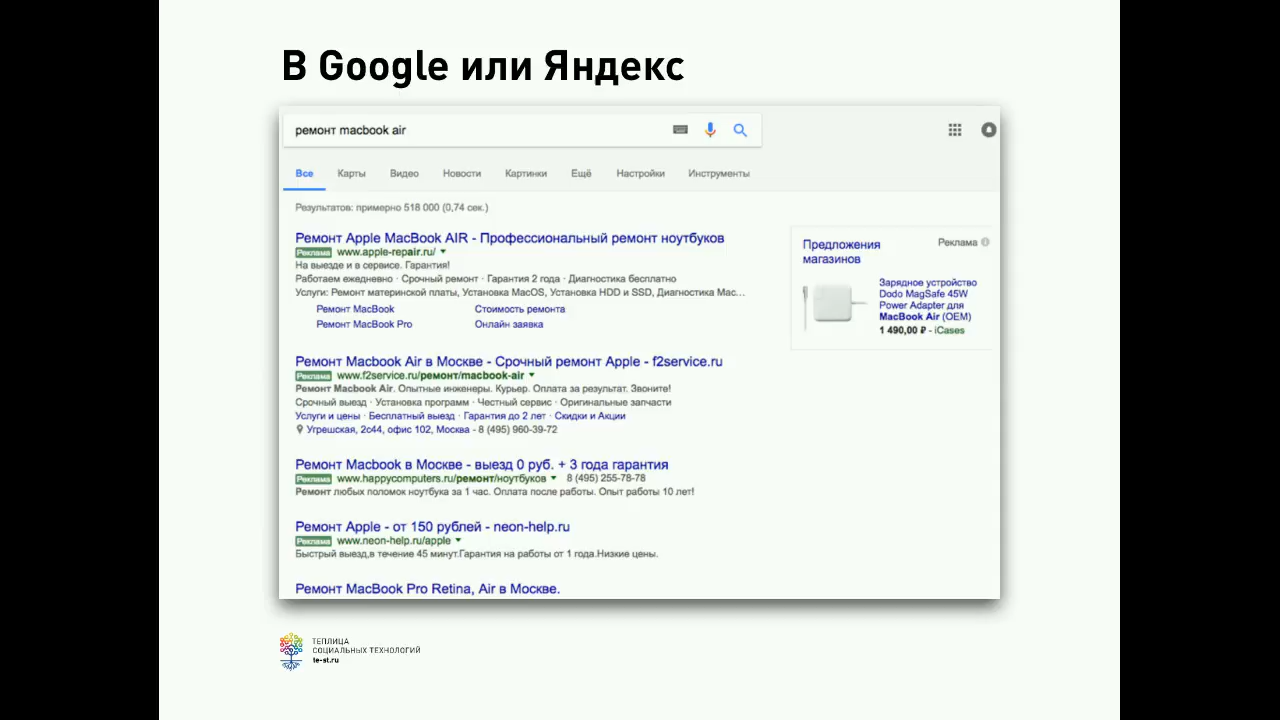 В Google или Яндекс
ремонт macbook air
Все Карты Видео Новости Картинки Ещё Настройки Инструменты
Результатов: примерно 518 000 (0,74 сек.)
Ремонт Apple MacBook AIR - Профессиональный ремонт ноутбуков
Реклама www.apple-repair.ru/
На выезде и в сервисе. Гарантия!
Работаем ежедневно · Срочный ремонт · Гарантия 2 года · Диагностика бесплатно
Услуги: Ремонт материнской платы, Установка MacOS, Установка HDD и SSD, Диагностика Mac...
Remонт MacBook Стоимость ремонта
Ремонт MacBook Pro Онлайн заявка
Ремонт Macbook Air в Москве - Срочный ремонт Apple - f2service.ru
Реклама www.f2service.ru/ремонт/macbook-air
Ремонт Macbook Air. Опытные инженеры. Курьер. Оплата за результат. Звоните!
Срочный выезд · Установка программ · Честный сервис · Оригинальные запчасти
Услуги и цены · Бесплатный выезд · Гарантия до 2 лет · Скидки и Акции
Угрешская, 2с44, офис 102, Москва - 8 (495) 960-39-72
Ремонт Macbook в Москве - выезд 0 руб. + 3 года гарантия
Реклама www.happycomputers.ru/ремонт/ноутбуков 8 (495) 255-78-78
Ремонт любых поломок ноутбука за 1 час. Оплата после работы. Опыт работы 10 лет!
Ремонт Apple - от 150 рублей - neon-help.ru
Реклама www.neon-help.ru/apple
Быстрый выезд,в течение 45 минут.Гарантия на работы от 1 года.Низкие цены.
Ремонт MacBook Pro Retina, Air в Москве.
Предложения Реклама
магазинов
Зарядное устройство
Dodo MagSafe 45W
Power Adapter для
MacBook Air (OEM)
1 490,00 ₽ - iCases
ТЕПЛИЦА
СОЦИАЛЬНЫХ ТЕХНОЛОГИЙ
te-st.ru